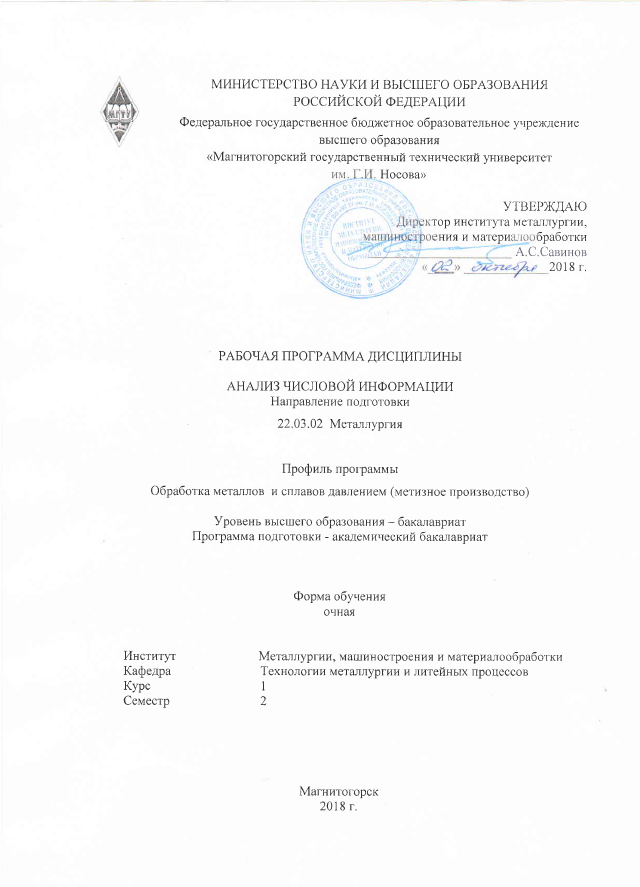 МГТУ
МИНИСТЕРСТВО НАУКИ И ВЫСШЕГО ОБРАЗОВАНИЯ
РОССИЙСКОЙ ФЕДЕРАЦИИ
Федеральное государственное бюджетное образовательное учреждение
высшего образования
«Магнитогорский государственный технический университет
им. Г.И. Носова»
УТВЕРЖДАЮ
Директор института металлургии,
машиностроения и материалообработки
А.С.Савинов
« 02 » октября 2018 г.
ИНСТИТУТ
МЕТАЛЛУРГИИ
РАБОЧАЯ ПРОГРАММА ДИСЦИПЛИНЫ
АНАЛИЗ ЧИСЛОВОЙ ИНФОРМАЦИИ
Направление подготовки
22.03.02 Металлургия
Профиль программы
Обработка металлов и сплавов давлением (метизное производство)
Уровень высшего образования – бакалавриат
Программа подготовки - академический бакалавриат
Форма обучения
очная
Институт Металлургии, машиностроения и материалообработки
Кафедра Технологии металлургии и литейных процессов
Курс 1
Семестр 2
Магнитогорск
2018 г.